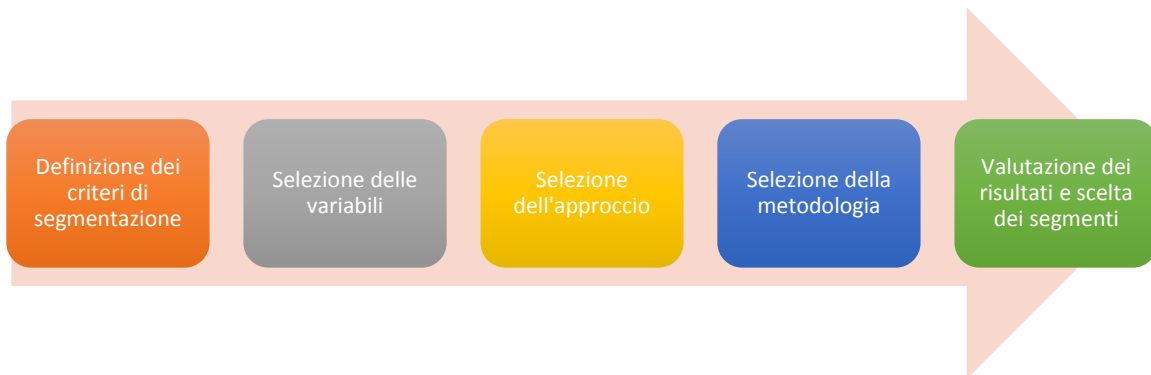 Definizione dei
criteri di
segmentazione
Selezione delle
variabili
Selezione
dell'approccio
Selezione della
metodologia
Valutazione dei
risultati e scelta
dei segmenti